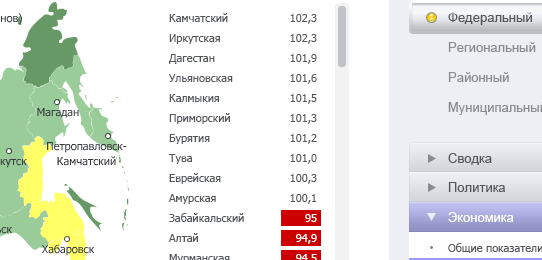 нов)
Магадан
Петропавловск-
Камчатский
кутск
Хабаровск
Камчатский 102,3
Иркутская 102,3
Дагестан 101,9
Ульяновская 101,6
Калмыкия 101,5
Приморский 101,3
Бурятия 101,2
Тува 101,0
Еврейская 100,3
Амурская 100,1
Забайкальский 95
Алтай 94,9
Мурманская 94,5
Федеральный
Региональный
Районный
Муниципальны
Сводка
Политика
Экономика
Общие показатели